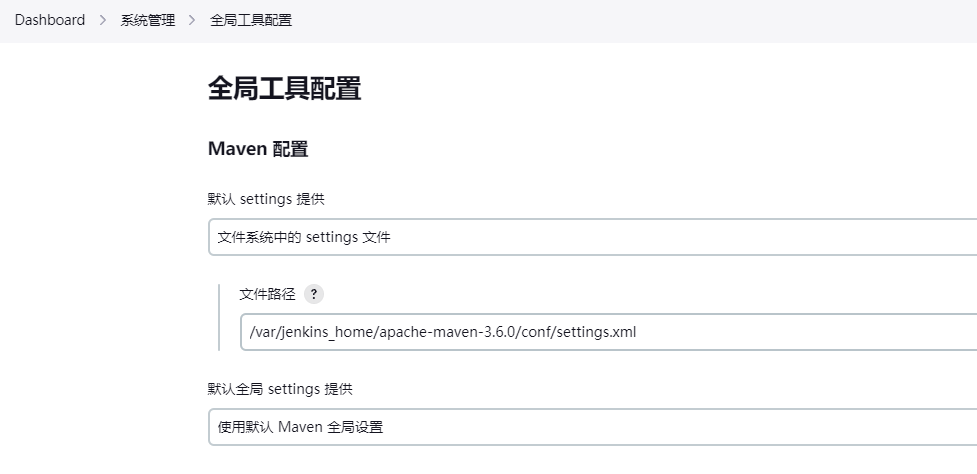 Dashboard > 系统管理 > 全局工具配置
全局工具配置
Maven 配置
默认 settings 提供
文件系统中的 settings 文件
文件路径 ?
/var/jenkins_home/apache-maven-3.6.0/conf/settings.xml
默认全局 settings 提供
使用默认 Maven 全局设置